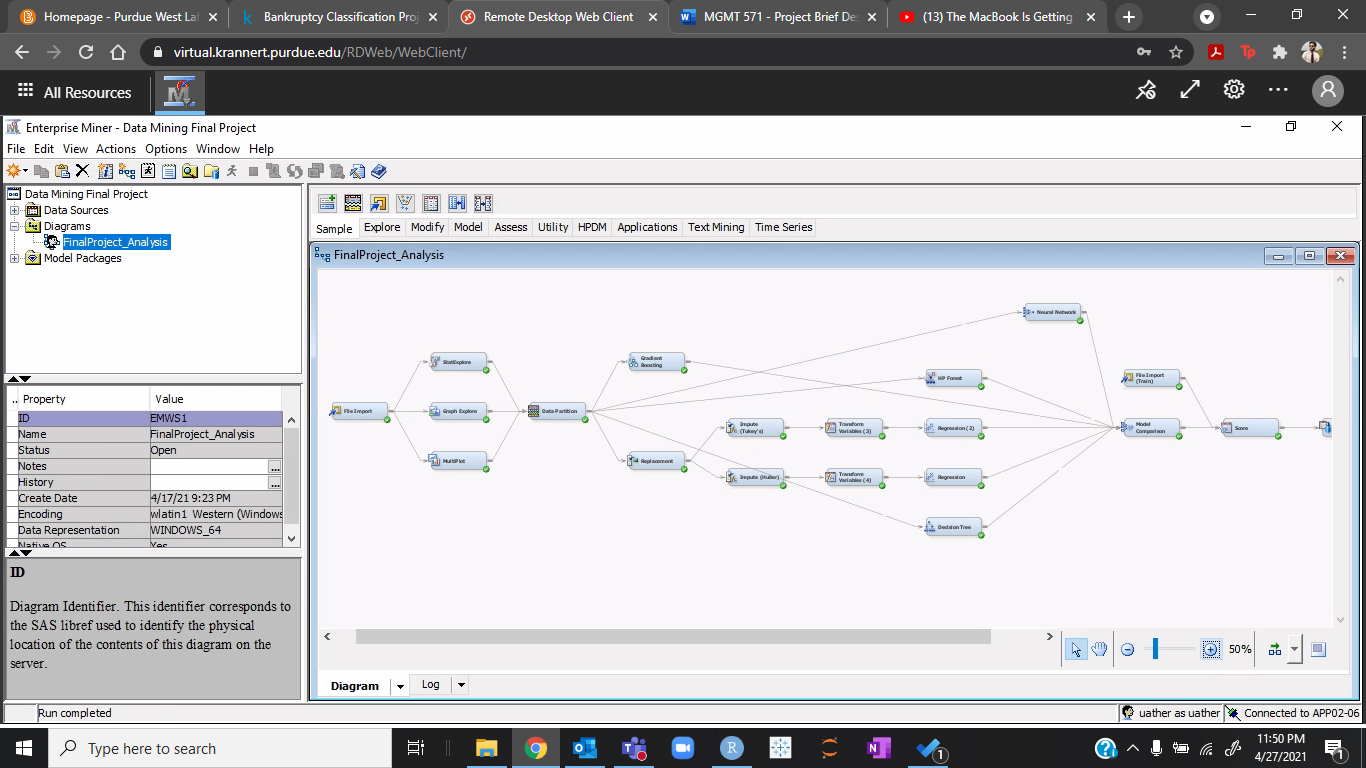 Homepage - Purdue West Laf
Bankruptcy Classification Proj
Remote Desktop Web Client
MGMT 571 - Project Brief De
(13) The MacBook Is Getting
virtual.krannert.purdue.edu/RDWeb/WebClient/
All Resources
Enterprise Miner - Data Mining Final Project
File Edit View Actions Options Window Help
Data Mining Final Project
Data Sources
Diagrams
FinalProject_Analysis
Model Packages
Sample Explore Modify Model Assess Utility HPDM Applications Text Mining Time Series
FinalProject_Analysis
Neural Network
StatExplore
Gradient
Boosting
HP Forest
File Import
(Train)
File Import
Graph Explore
Data Partition
Impute
(Tukey's)
Transform
Variables (3)
Regression (2)
Model
Comparison
Score
MultiPlot
Replacement
Impute (Hutier)
Transform
Variables (4)
Regression
Decision Tree
.. Property Value
ID EMWS1
Name FinalProject_Analysis
Status Open
Notes ...
History ...
Create Date 4/17/21 9:23 PM
Encoding wlatin1 Western (Windows
Data Representation WINDOWS_64
Native OS Yes
ID
Diagram Identifier. This identifier corresponds to
the SAS libref used to identify the physical
location of the contents of this diagram on the
server.
50%
Diagram Log
Run completed
uather as uather
Connected to APP02-06
Type here to search
1
11:50 PM
4/27/2021
1